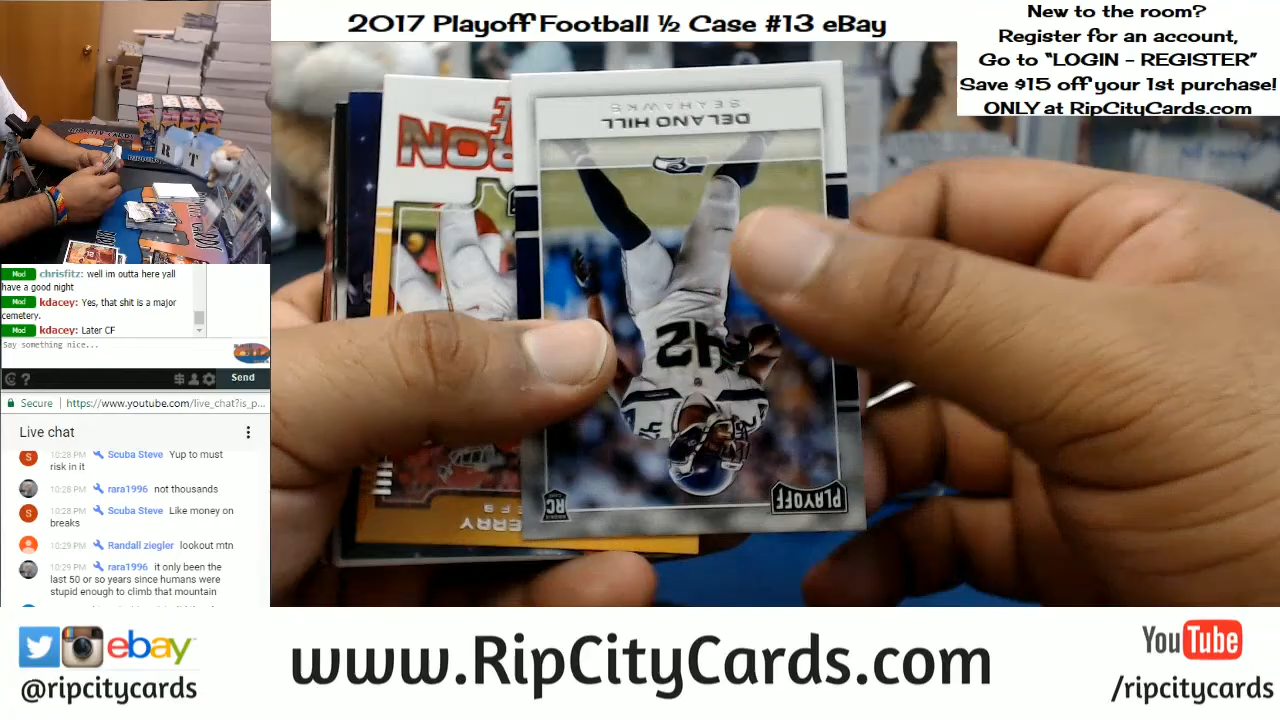 2017 Playoff Football ½ Case #13 eBay
New to the room?
Register for an account,
Go to "LOGIN - REGISTER"
Save $15 off your 1st purchase!
ONLY at RipCityCards.com
DELANO HILL
SEAHAWKS
42
PLAYOFF
RC
RON
ERRY
Mod chrisfitz: well im outta here yall
have a good night
Mod kdacey: Yes, that shit is a major
cemetery.
Mod kdacey: Later CF
Say something nice...
Send
Secure https://www.youtube.com/live_chat?is_p...
Live chat
10:28 PM Scuba Steve Yup to must
risk in it
10:28 PM rara1996 not thousands
10:28 PM Scuba Steve Like money on
breaks
10:29 PM Randall ziegler lookout mtn
10:29 PM rara1996 it only been the
last 50 or so years since humans were
stupid enough to climb that mountain
ebay
@ripcitycards
www.RipCityCards.com
YouTube
/ripcitycards